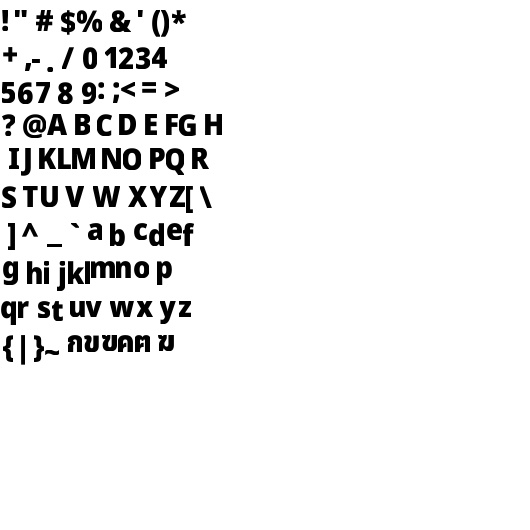 ! " # $% & ' ()*
+ ,- . / 0 1234
567 8 9: ;< = >
? @A B C D E FG H
I J KLM NO PQ R
S TU V W XYZ[ \
] ^ _ ` a b cdef
g hi jklmno p
qr st uv wx yz
{ | }~ กขฃคฅ ฆ